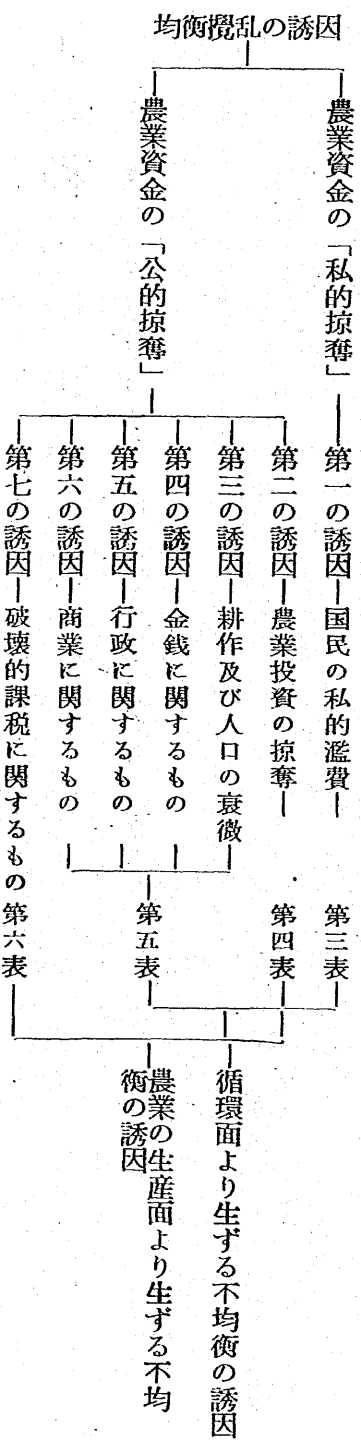 均衡攪乱の誘因
農業資金の「私的掠奪」
農業資金の「公的掠奪」
第一の誘因―国民の私的濫費―
第二の誘因―農業投資の掠奪―
第三の誘因―耕作及び人口の衰微
第四の誘因―金銭に関するもの
第五の誘因―行政に関するもの
第六の誘因―商業に関するもの
第七の誘因―破壊的課税に関するもの
第三表
第四表
第五表
第六表
循環面より生ずる不均衡の誘因
農業の生産面より生ずる不均
衡の誘因